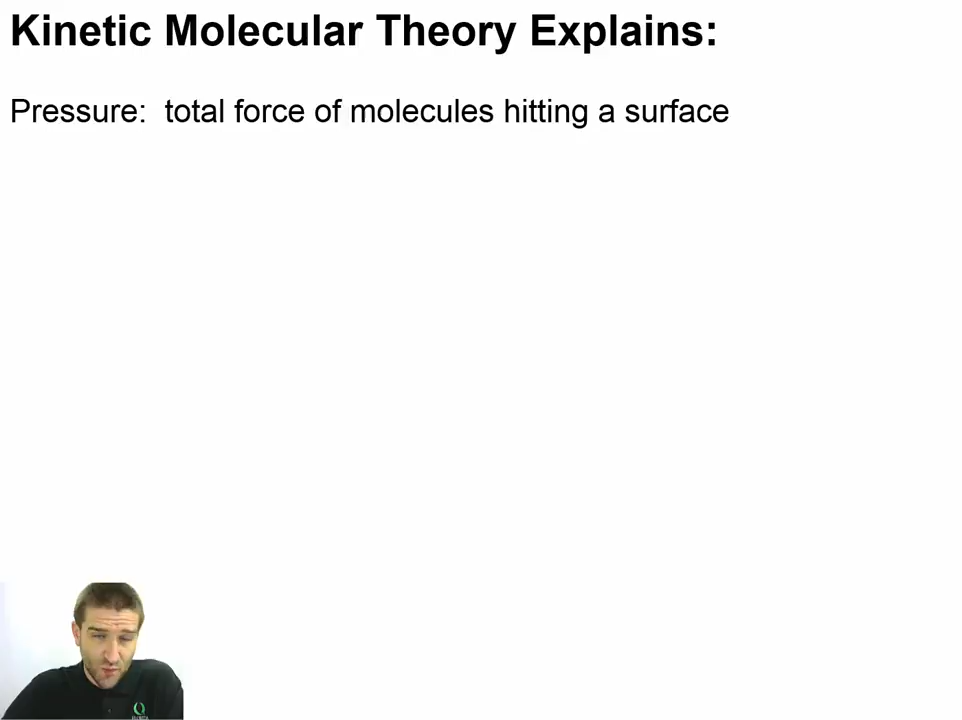 Kinetic Molecular Theory Explains:
Pressure:  total force of molecules hitting a surface